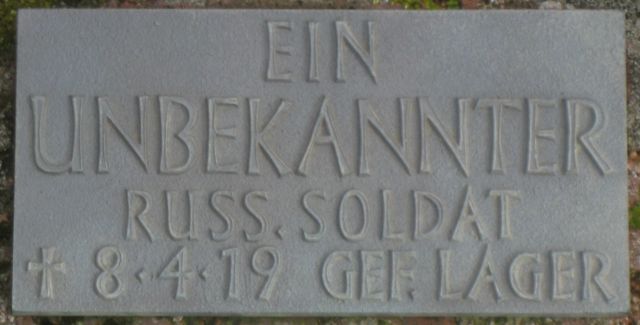 EIN
UNBEKANNTER
RUSS. SOLDAT
† 8·4·19 GEF. LAGER